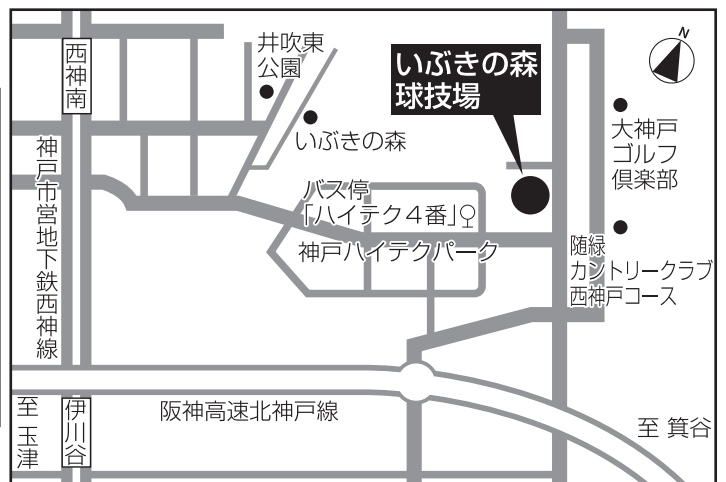 西神南
井吹東
公園
いぶきの森
球技場
N
いぶきの森
大神戸
ゴルフ
倶楽部
神戸市営地下鉄西神線
バス停
「ハイテク4番」
神戸ハイテクパーク
随緑
カントリークラブ
西神戸コース
至 玉津
伊川谷
阪神高速北神戸線
至 箕谷